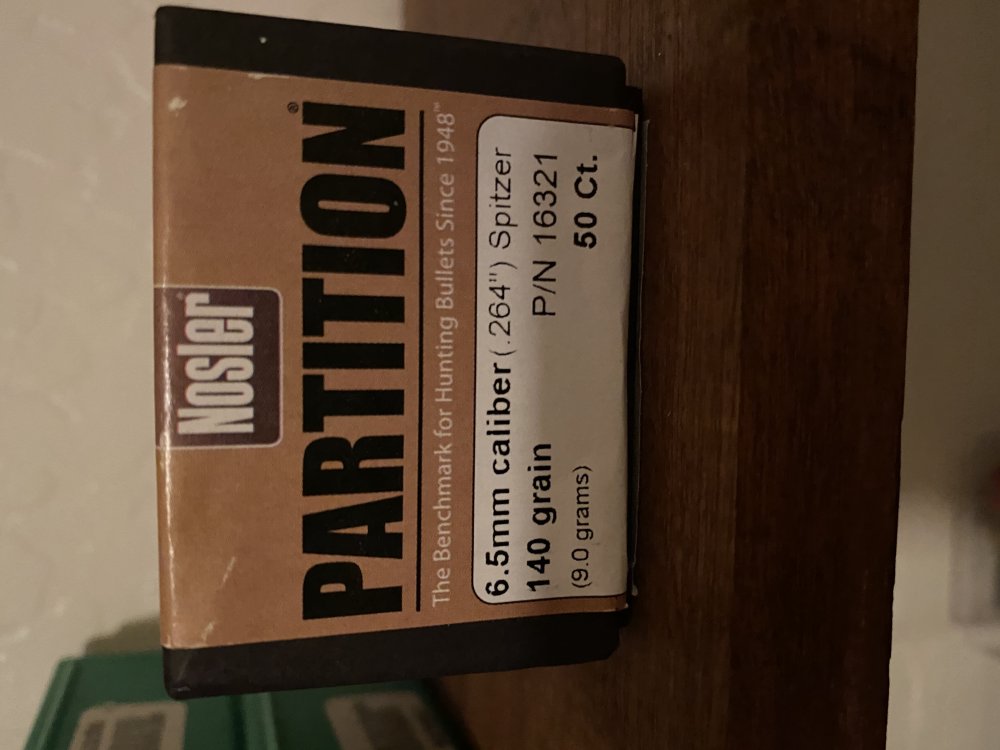 Nosler
PARTITION®
The Benchmark for Hunting Bullets Since 1948™
6.5mm caliber (.264") Spitzer
140 grain P/N 16321
(9.0 grams) 50 Ct.